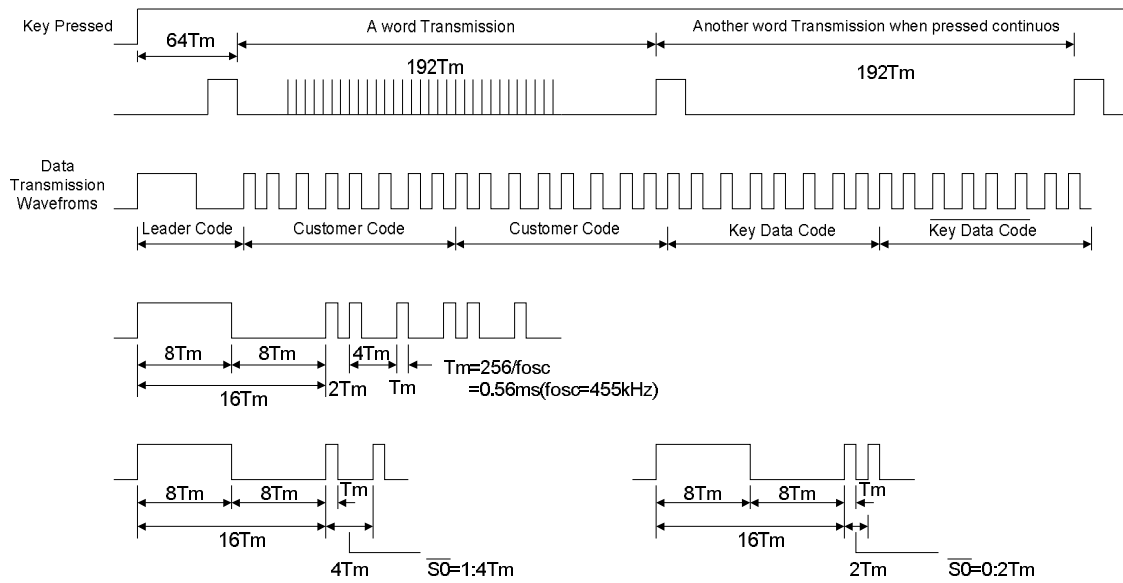 Key Pressed
64Tm
A word Transmission
Another word Transmission when pressed continuos
192Tm
192Tm
Data
Transmission
Wavefroms
Leader Code
Customer Code
Customer Code
Key Data Code
Key Data Code
8Tm
8Tm
4Tm
16Tm
2Tm
Tm
Tm=256/fosc
=0.56ms(fosc=455kHz)
8Tm
8Tm
Tm
16Tm
4Tm
S0=1:4Tm
8Tm
8Tm
Tm
16Tm
2Tm
S0=0:2Tm